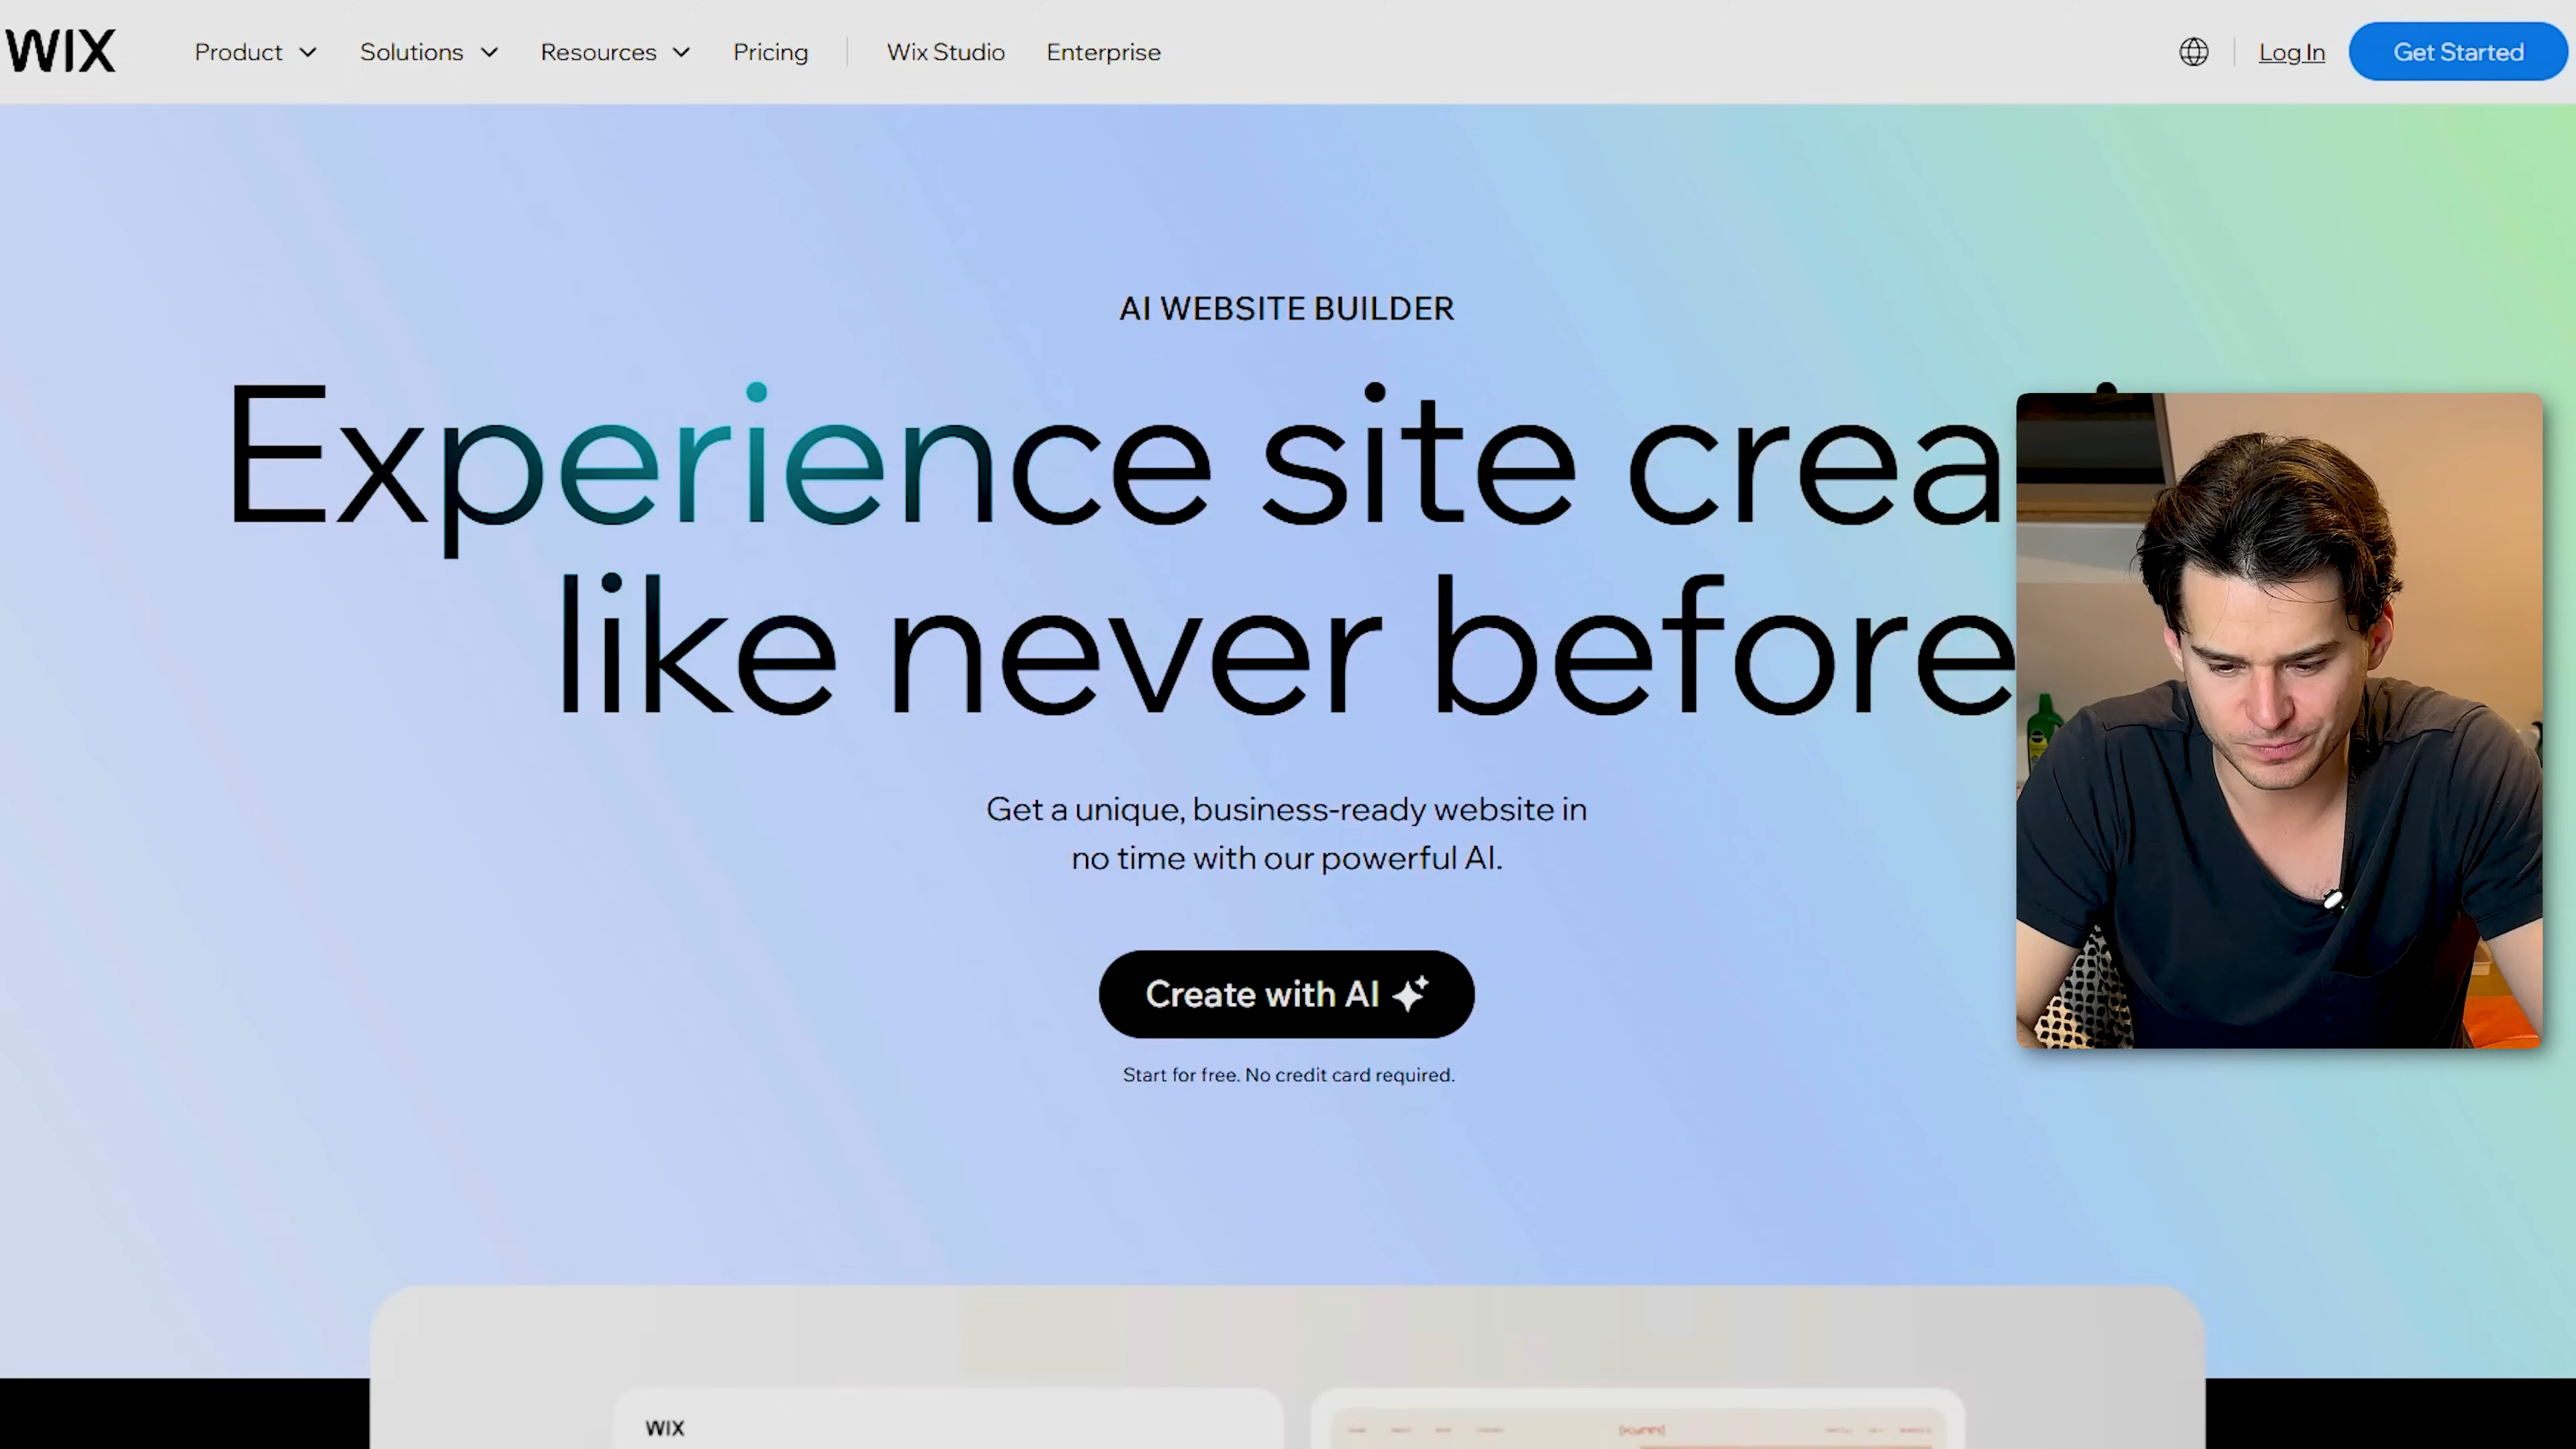 WIX
Product
Solutions
Resources
Pricing
Wix Studio
Enterprise
Log In
Get Started
AI WEBSITE BUILDER
Experience site crea
like never before
Get a unique, business-ready website in
no time with our powerful AI.
Create with AI
Start for free. No credit card required.
WIX